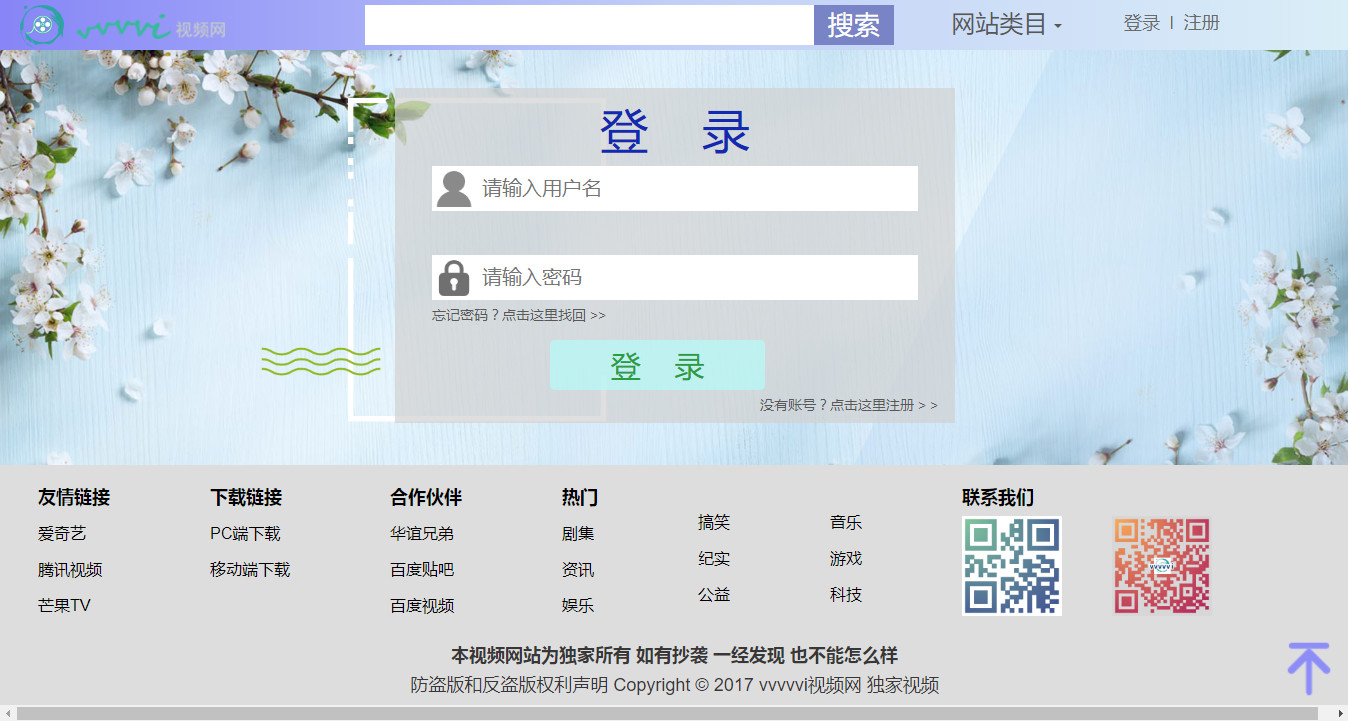 vvvvvi 视频网 搜索 网站类目 登录 | 注册
登 录
请输入用户名
请输入密码
忘记密码？点击这里找回 >>
登 录
没有账号？点击这里注册 > >
友情链接 下载链接 合作伙伴 热门 联系我们
爱奇艺 PC端下载 华谊兄弟 剧集 搞笑 音乐
腾讯视频 移动端下载 百度贴吧 资讯 纪实 游戏
芒果TV 百度视频 娱乐 公益 科技
本视频网站为独家所有 如有抄袭 一经发现 也不能怎么样
防盗版和反盗版权利声明 Copyright © 2017 vvvvvi视频网 独家视频